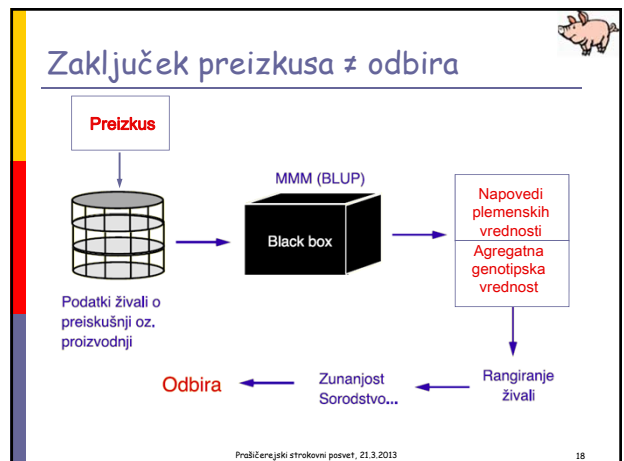 Zaključek preizkusa ≠ odbira
Preizkus
MMM (BLUP)
Black box
Podatki živali o
preiskušnji oz.
proizvodnji
Napovedi
plemenskih
vrednosti
Agregatna
genotipska
vrednost
Rangiranje
živali
Zunanjost
Sorodstvo...
Odbira
Prašičerejski strokovni posvet, 21.3.2013
18